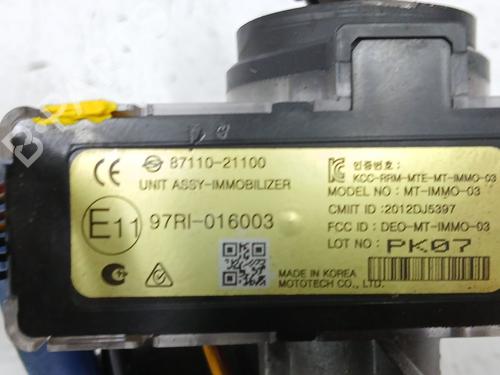 CE 87110-21100
UNIT ASSY-IMMOBILIZER
E11 97RI-016003
인증번호 :
KCC-RRM-MTE-MT-IMMO-03
MODEL NO : MT-IMMO-03
CMIIT ID : 2012DJ5397
FCC ID : DEO-MT-IMMO-03
LOT NO : PK07
MADE IN KOREA
MOTOTECH CO., LTD.